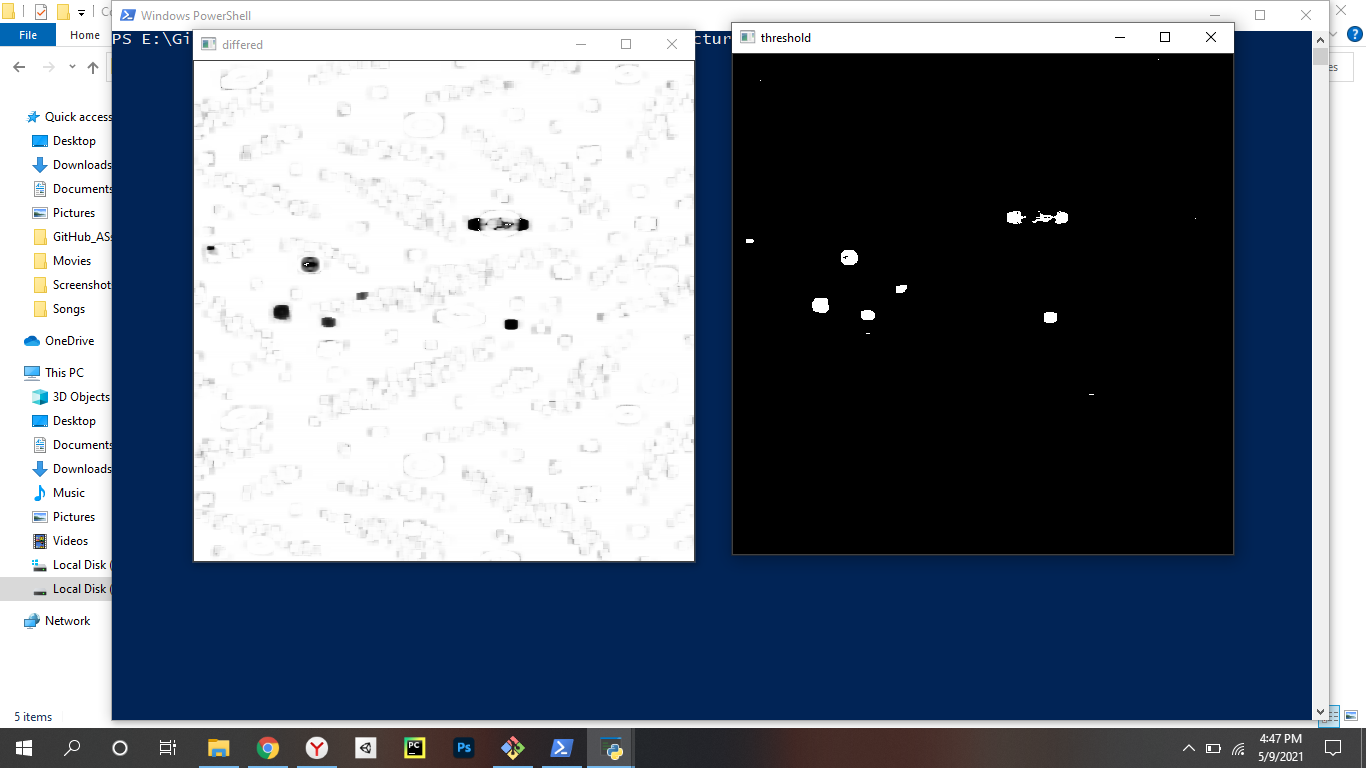 Windows PowerShell
File
Home
PS E:\Gi
differed
threshold
Quick access
Desktop
Downloads
Documents
Pictures
GitHub_AS
Movies
Screenshot
Songs
OneDrive
This PC
3D Objects
Desktop
Documents
Downloads
Music
Pictures
Videos
Local Disk (
Local Disk (
Network
5 items
PC
Ps
4:47 PM
5/9/2021